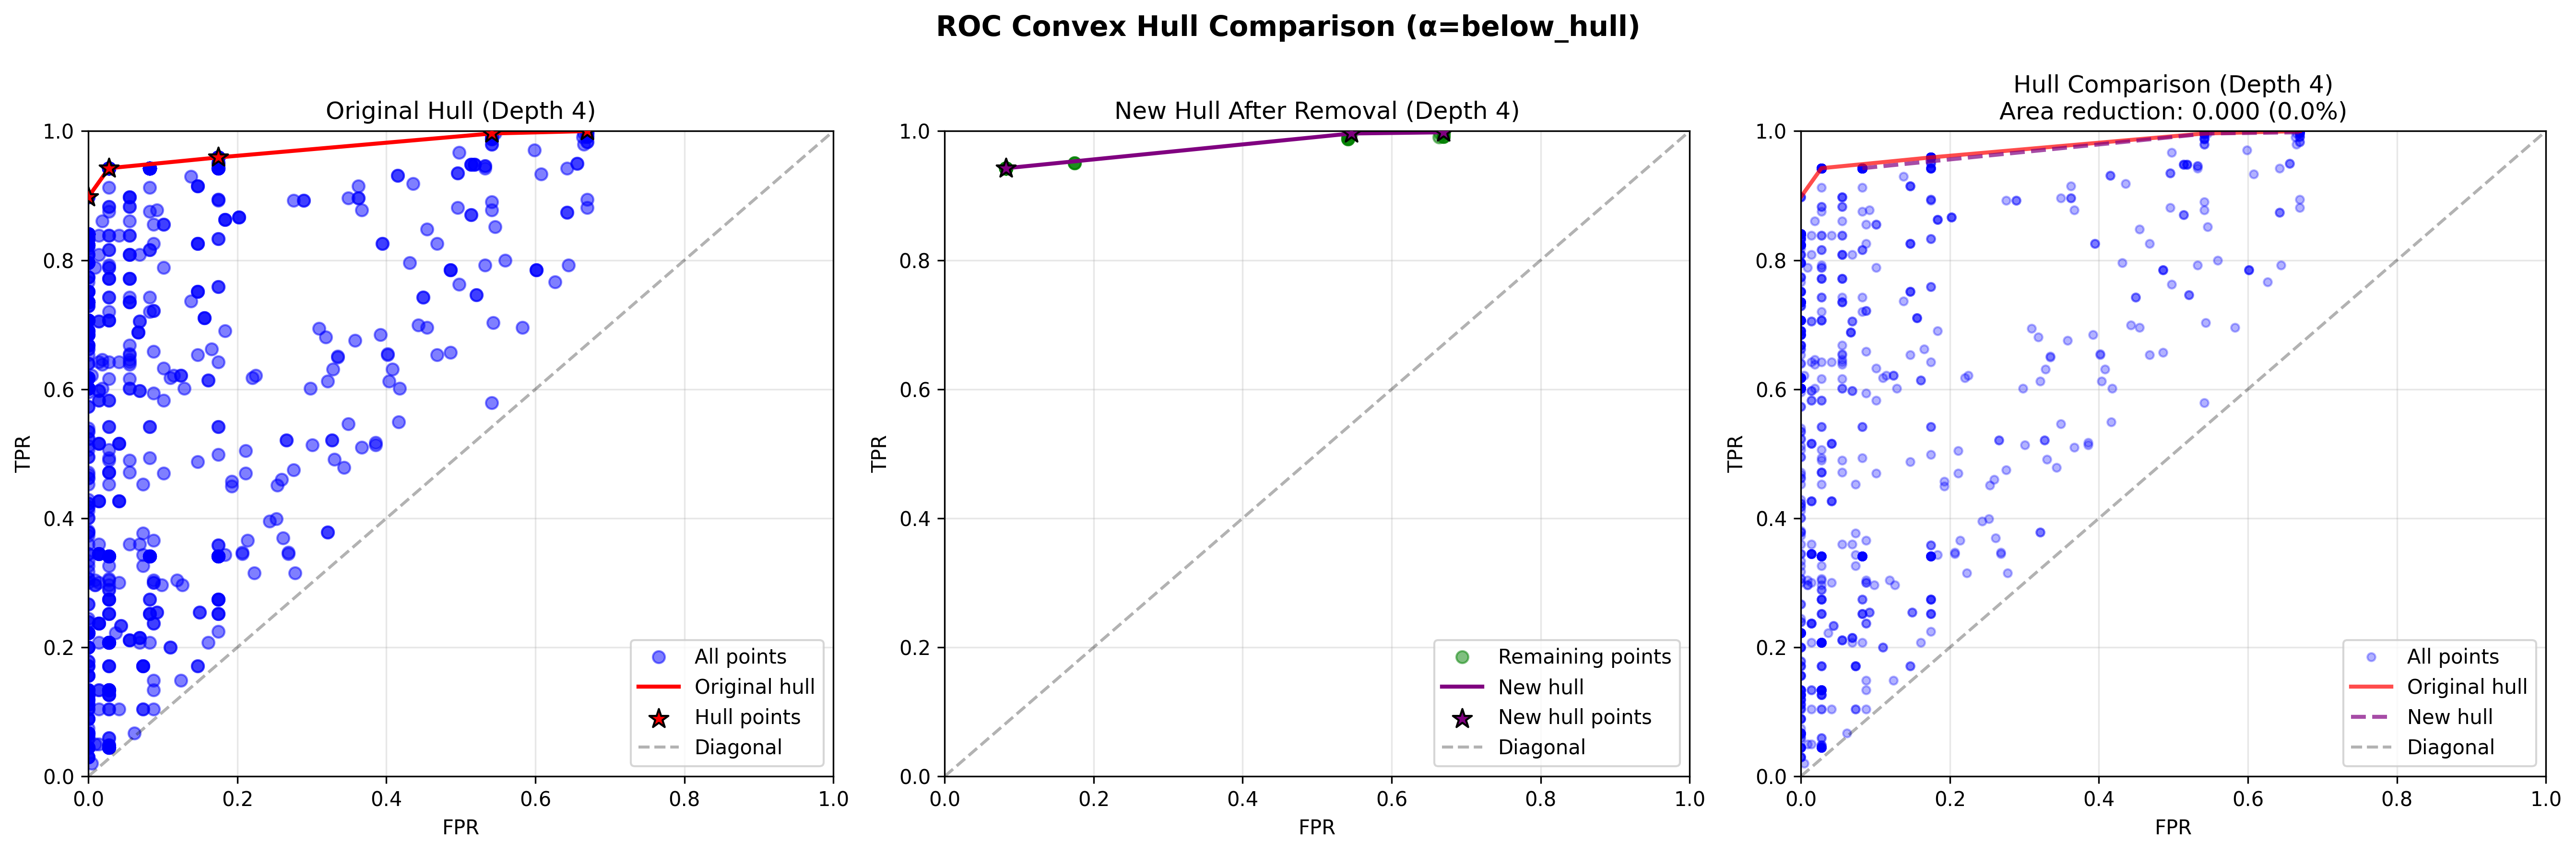 ROC Convex Hull Comparison (α=below_hull)
Original Hull (Depth 4)
1.0
0.8
0.6
0.4
0.2
0.0
TPR
0.0 0.2 0.4 0.6 0.8 1.0
FPR
All points
Original hull
Hull points
Diagonal
New Hull After Removal (Depth 4)
1.0
0.8
0.6
0.4
0.2
0.0
TPR
0.0 0.2 0.4 0.6 0.8 1.0
FPR
Remaining points
New hull
New hull points
Diagonal
Hull Comparison (Depth 4)
Area reduction: 0.000 (0.0%)
1.0
0.8
0.6
0.4
0.2
0.0
TPR
0.0 0.2 0.4 0.6 0.8 1.0
FPR
All points
Original hull
New hull
Diagonal